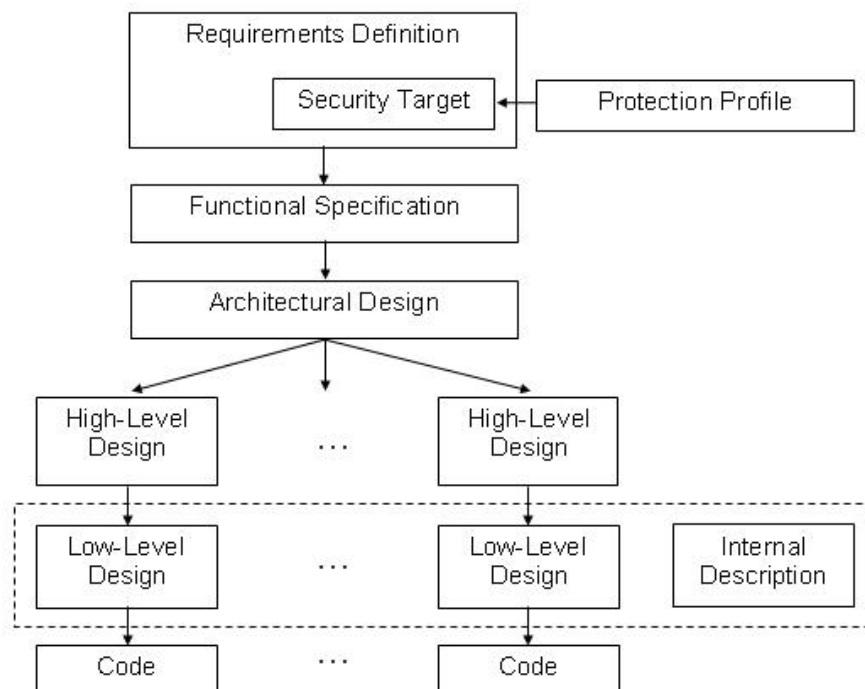 Requirements Definition
Security Target
Protection Profile
Functional Specification
Architectural Design
High-Level
Design
...
High-Level
Design
Low-Level
Design
...
Low-Level
Design
Internal
Description
Code
...
Code